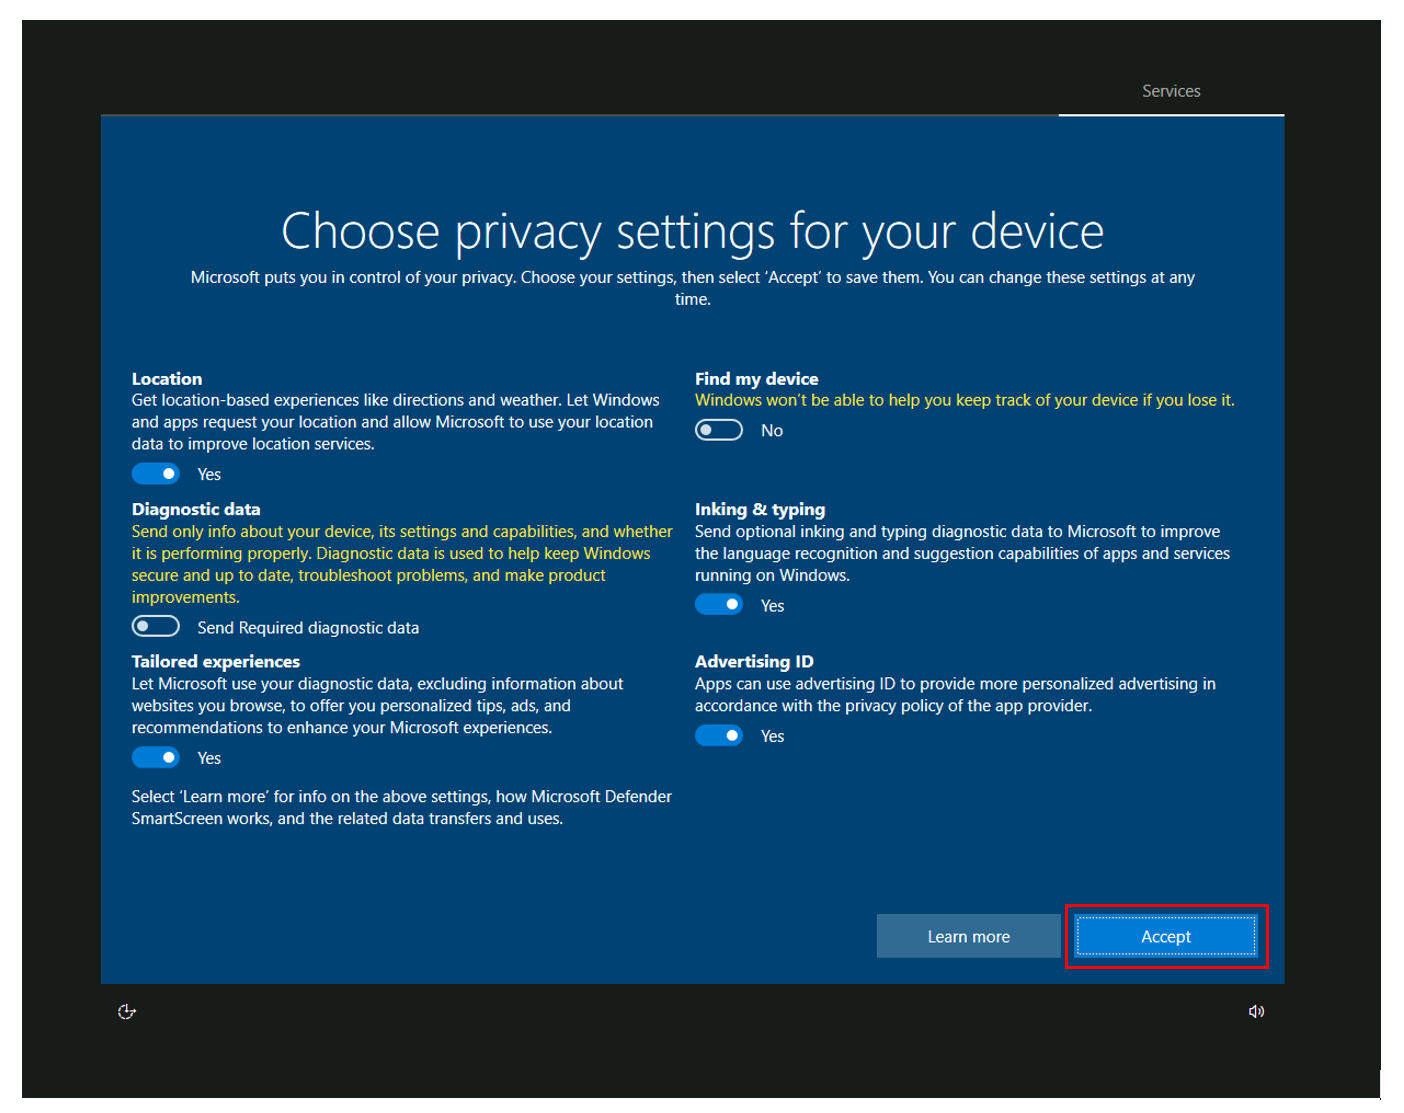 Services
Choose privacy settings for your device
Microsoft puts you in control of your privacy. Choose your settings, then select ‘Accept’ to save them. You can change these settings at any
time.
Location
Get location-based experiences like directions and weather. Let Windows
and apps request your location and allow Microsoft to use your location
data to improve location services.
Yes
Find my device
Windows won’t be able to help you keep track of your device if you lose it.
No
Diagnostic data
Send only info about your device, its settings and capabilities, and whether
it is performing properly. Diagnostic data is used to help keep Windows
secure and up to date, troubleshoot problems, and make product
improvements.
Send Required diagnostic data
Inking & typing
Send optional inking and typing diagnostic data to Microsoft to improve
the language recognition and suggestion capabilities of apps and services
running on Windows.
Yes
Tailored experiences
Let Microsoft use your diagnostic data, excluding information about
websites you browse, to offer you personalized tips, ads, and
recommendations to enhance your Microsoft experiences.
Yes
Advertising ID
Apps can use advertising ID to provide more personalized advertising in
accordance with the privacy policy of the app provider.
Yes
Select ‘Learn more’ for info on the above settings, how Microsoft Defender
SmartScreen works, and the related data transfers and uses.
Learn more
Accept